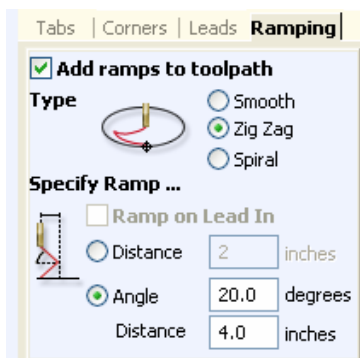 Tabs | Corners | Leads Ramping
Add ramps to toolpath
Type
Smooth
Zig Zag
Spiral
Specify Ramp ...
Ramp on Lead In
Distance 2 inches
Angle 20.0 degrees
Distance 4.0 inches